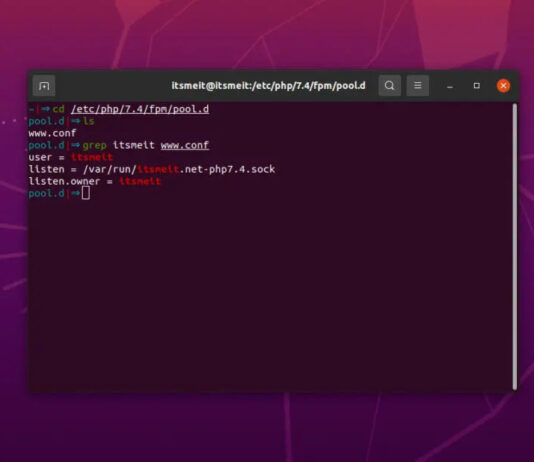 itsmeit@itsmeit:/etc/php/7.4/fpm/pool.d
~|⇒ cd /etc/php/7.4/fpm/pool.d
pool.d|⇒ ls
www.conf
pool.d|⇒ grep itsmeit www.conf
user = itsmeit
listen = /var/run/itsmeit.net-php7.4.sock
listen.owner = itsmeit
pool.d|⇒